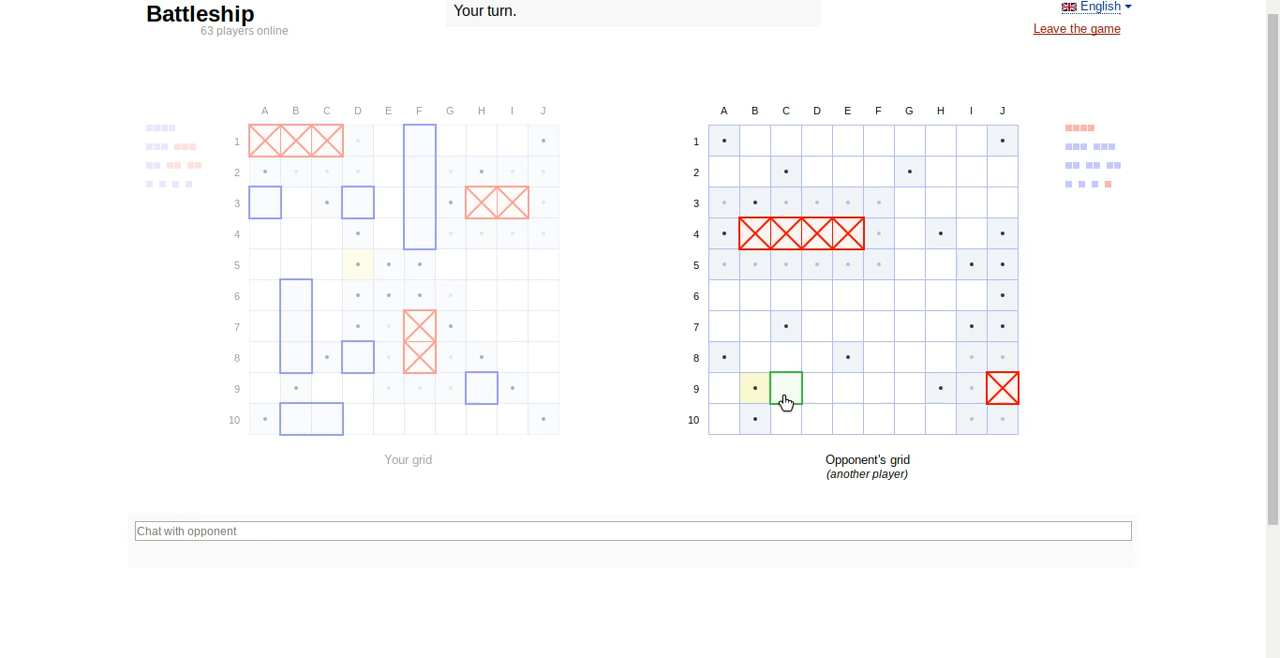 Battleship
63 players online
Your turn.
English
Leave the game
A B C D E F G H I J
1
2
3
4
5
6
7
8
9
10
Your grid
A B C D E F G H I J
1
2
3
4
5
6
7
8
9
10
Opponent's grid
(another player)
Chat with opponent